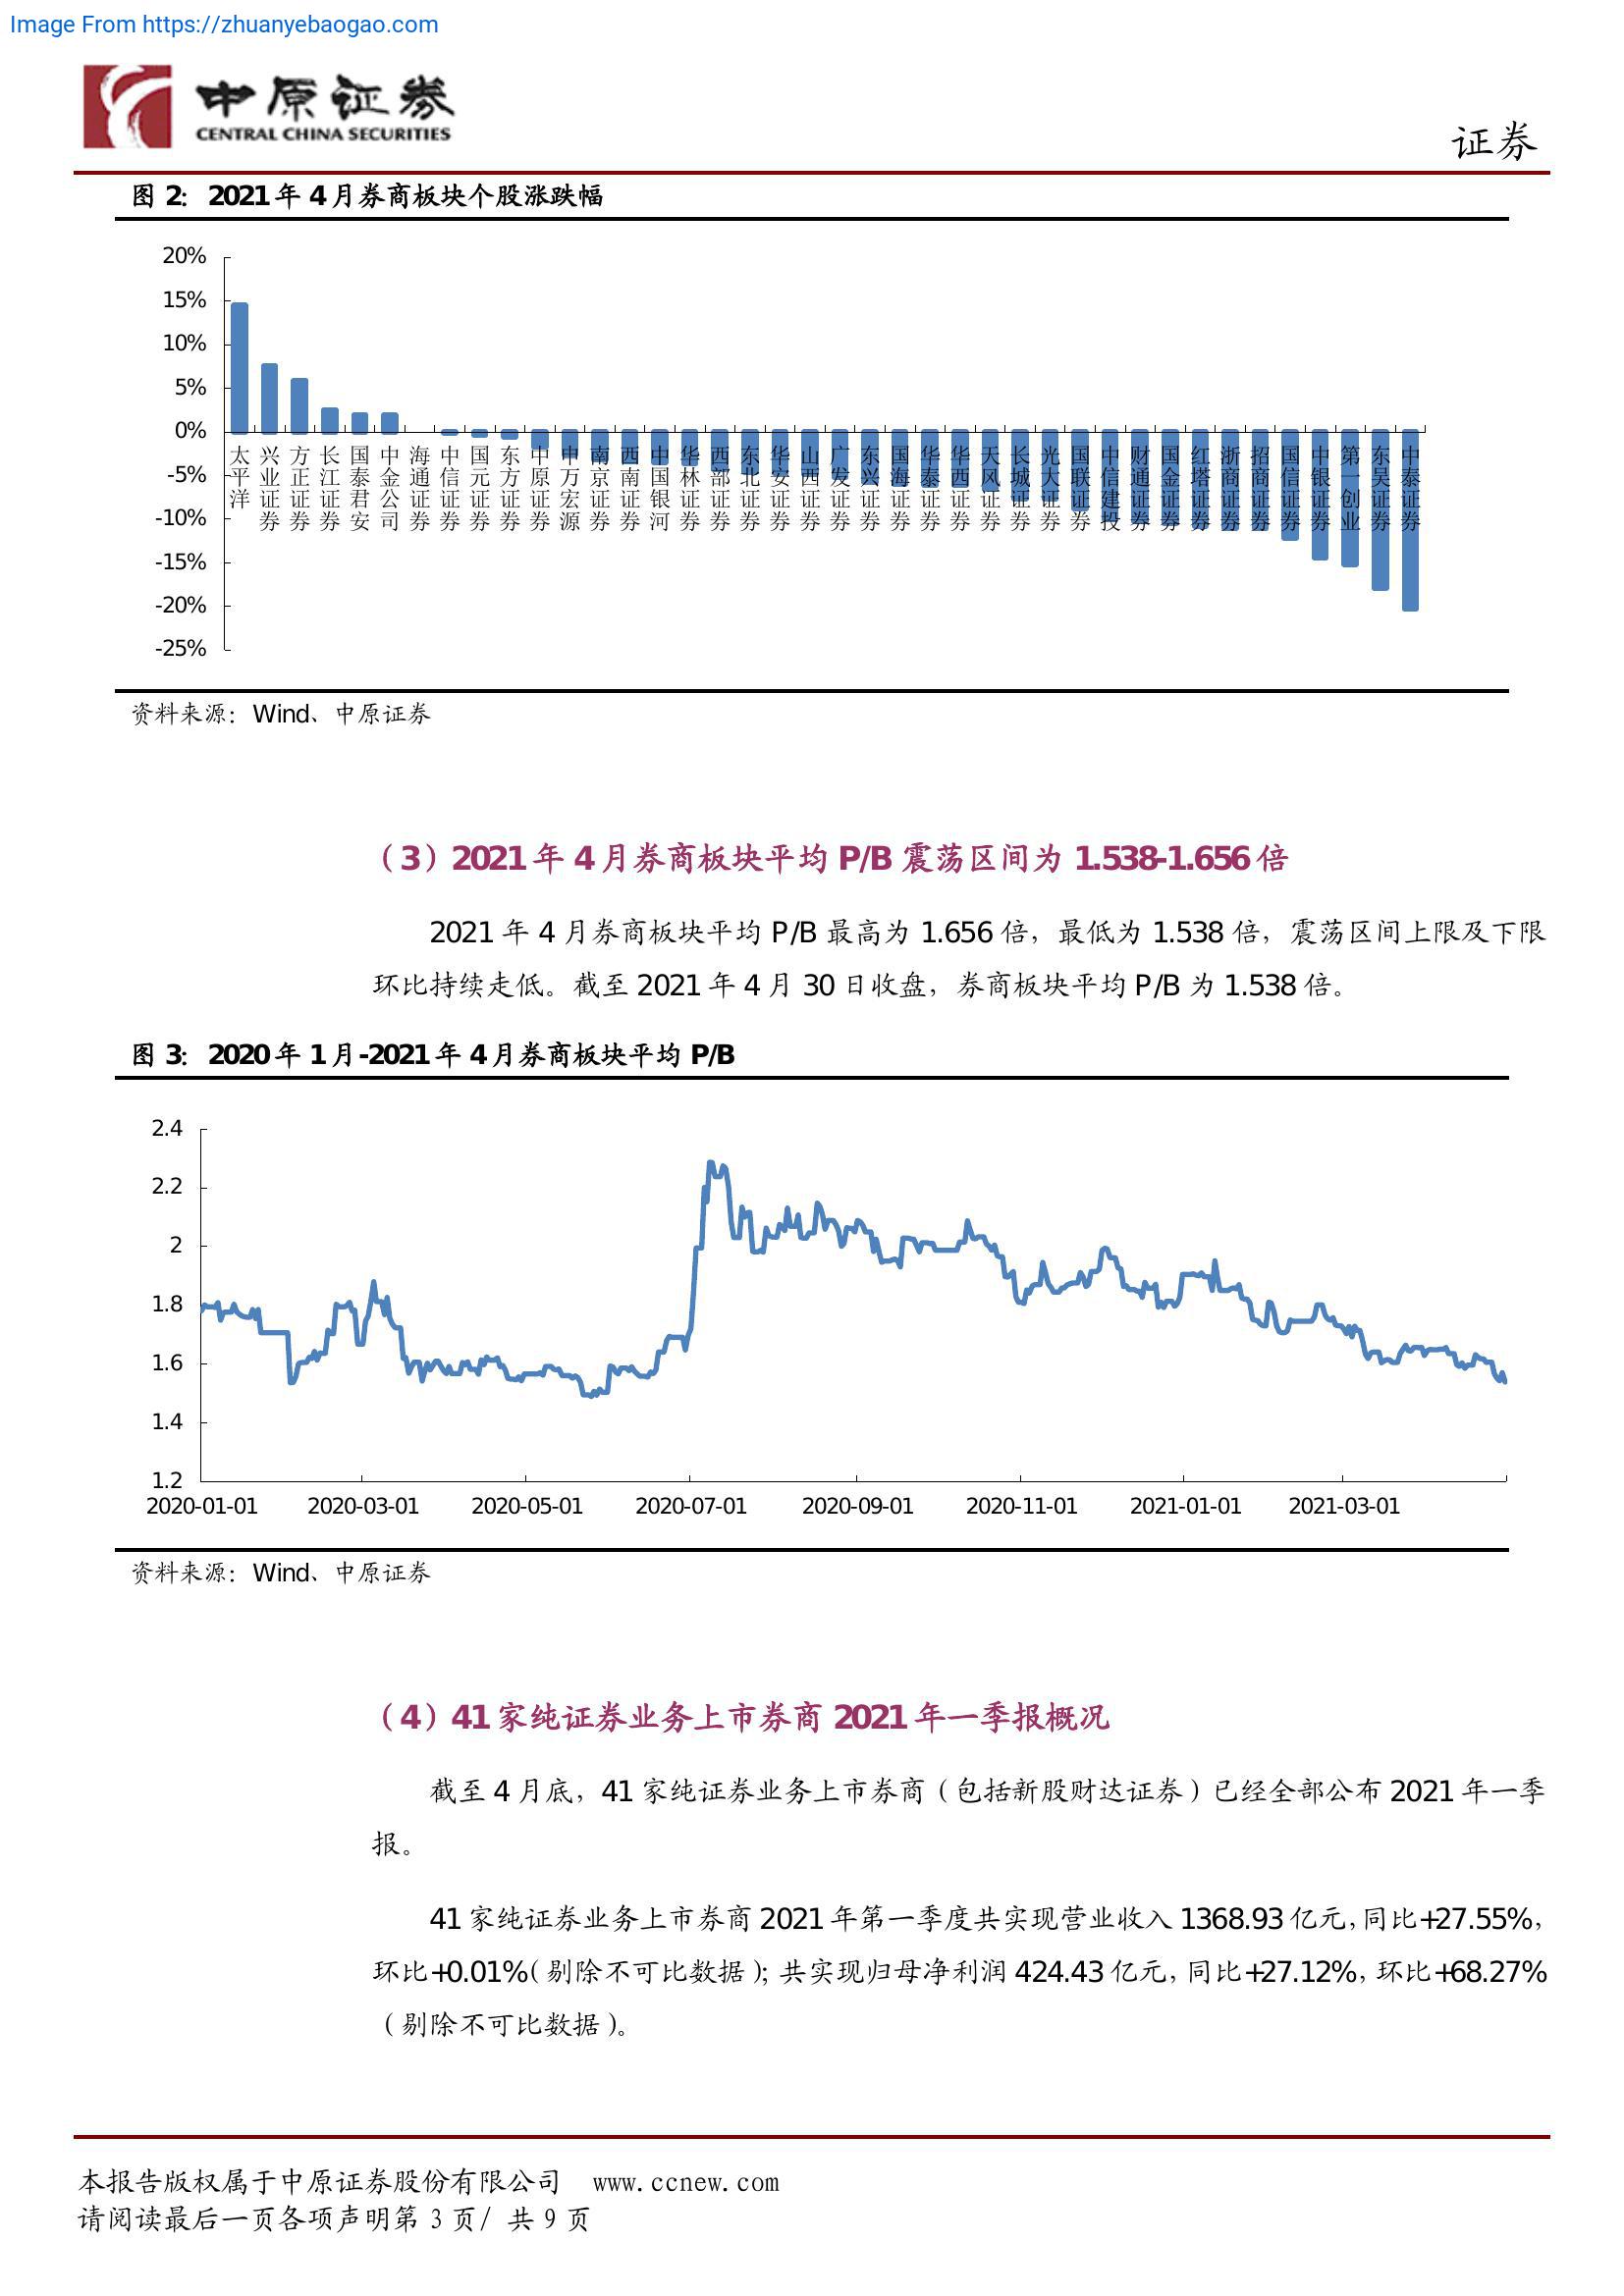 Image From https://zhuanyebaogao.com
中原证券
CENTRAL CHINA SECURITIES
证券
图 2：2021 年 4 月券商板块个股涨跌幅
20%
15%
10%
5%
0%
-5%
-10%
-15%
-20%
-25%
太平洋
兴业证券
方正证券
长江证券
国泰君安
中金公司
海通证券
中信证券
国元证券
东方证券
中原证券
申万宏源
南京证券
西南证券
中国银河
华林证券
西部证券
东北证券
华安证券
山西证券
广发证券
东兴证券
国海证券
华泰证券
华西证券
天风证券
长城证券
光大证券
国联证券
中信建投
财通证券
国金证券
红塔证券
浙商证券
招商证券
国信证券
中银证券
第一创业
东吴证券
中泰证券
资料来源：Wind、中原证券
（3）2021 年 4 月券商板块平均 P/B 震荡区间为 1.538-1.656 倍
2021 年 4 月券商板块平均 P/B 最高为 1.656 倍，最低为 1.538 倍，震荡区间上限及下限
环比持续走低。截至 2021 年 4 月 30 日收盘，券商板块平均 P/B 为 1.538 倍。
图 3：2020 年 1 月-2021 年 4 月券商板块平均 P/B
2.4
2.2
2
1.8
1.6
1.4
1.2
2020-01-01 2020-03-01 2020-05-01 2020-07-01 2020-09-01 2020-11-01 2021-01-01 2021-03-01
资料来源：Wind、中原证券
（4）41 家纯证券业务上市券商 2021 年一季报概况
截至 4 月底，41 家纯证券业务上市券商（包括新股财达证券）已经全部公布 2021 年一季
报。
41 家纯证券业务上市券商 2021 年第一季度共实现营业收入 1368.93 亿元，同比+27.55%，
环比+0.01%（剔除不可比数据）；共实现归母净利润 424.43 亿元，同比+27.12%，环比+68.27%
（剔除不可比数据）。
本报告版权属于中原证券股份有限公司 www.ccnew.com
请阅读最后一页各项声明第 3 页/ 共 9 页